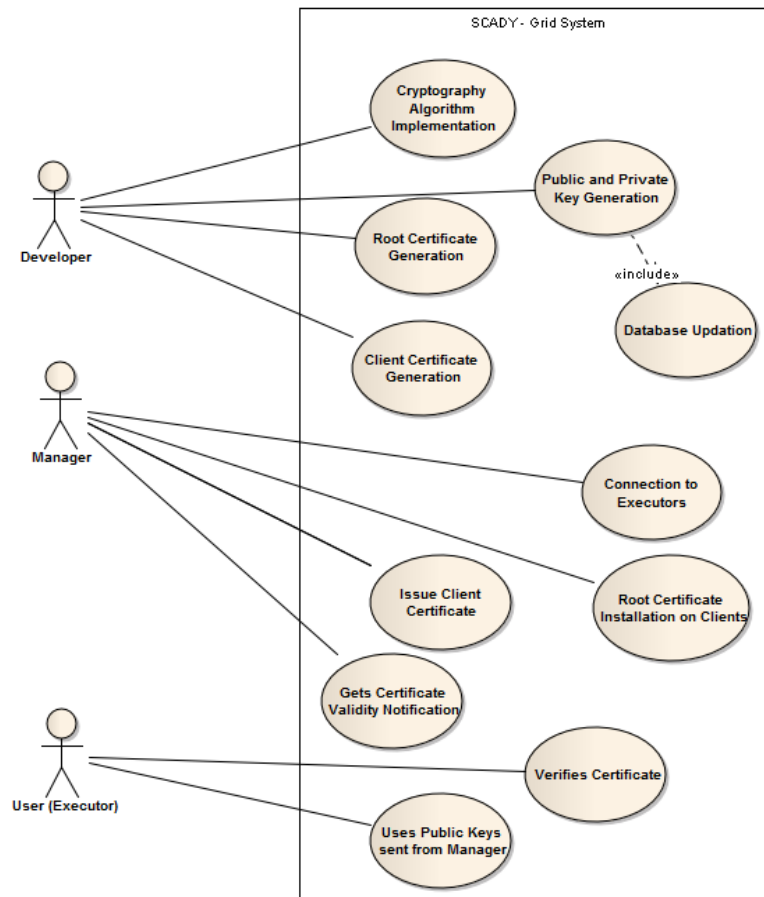 SCADY - Grid System
Cryptography
Algorithm
Implementation
Public and Private
Key Generation
Developer
Root Certificate
Generation
«include»
Database Updation
Client Certificate
Generation
Manager
Connection to
Executors
Issue Client
Certificate
Root Certificate
Installation on Clients
Gets Certificate
Validity Notification
User (Executor)
Verifies Certificate
Uses Public Keys
sent from Manager